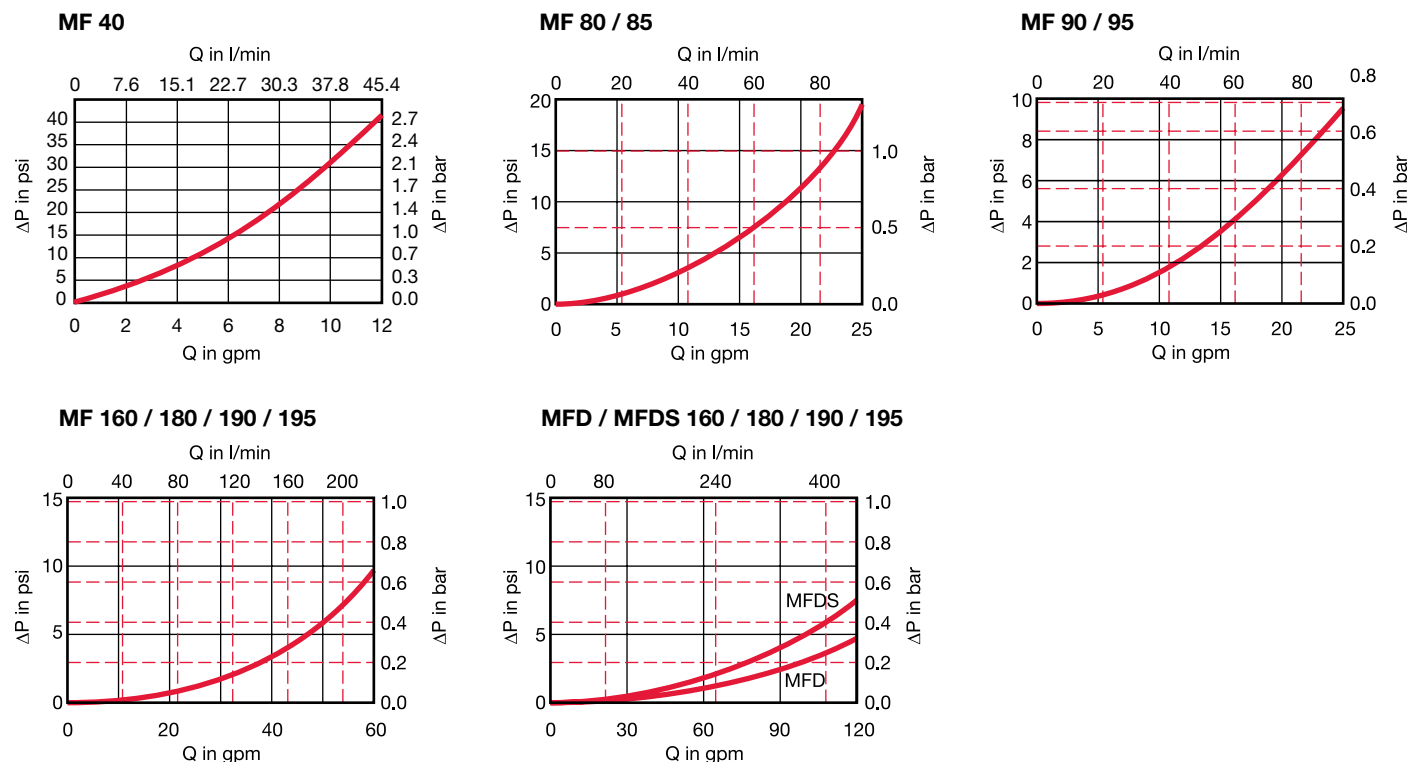 MF 40
Q in l/min
0 7.6 15.1 22.7 30.3 37.8 45.4
40
35
30
25
20
15
10
5
0
ΔP in psi
2.7
2.4
2.1
1.7
1.4
1.0
0.7
0.3
0.0
ΔP in bar
0 2 4 6 8 10 12
Q in gpm
MF 80 / 85
Q in l/min
0 20 40 60 80
20
15
10
5
0
ΔP in psi
1.0
0.5
0.0
ΔP in bar
0 5 10 15 20 25
Q in gpm
MF 90 / 95
Q in l/min
0 20 40 60 80
10
8
6
4
2
ΔP in psi
0.8
0.6
0.4
0.2
0.0
ΔP in bar
0 5 10 15 20 25
Q in gpm
MF 160 / 180 / 190 / 195
Q in l/min
0 40 80 120 160 200
15
10
5
0
ΔP in psi
1.0
0.8
0.6
0.4
0.2
0.0
ΔP in bar
0 20 40 60
Q in gpm
MFD / MFDS 160 / 180 / 190 / 195
Q in l/min
0 80 240 400
15
10
5
0
ΔP in psi
MFDS
MFD
1.0
0.8
0.6
0.4
0.2
0.0
ΔP in bar
0 30 60 90 120
Q in gpm